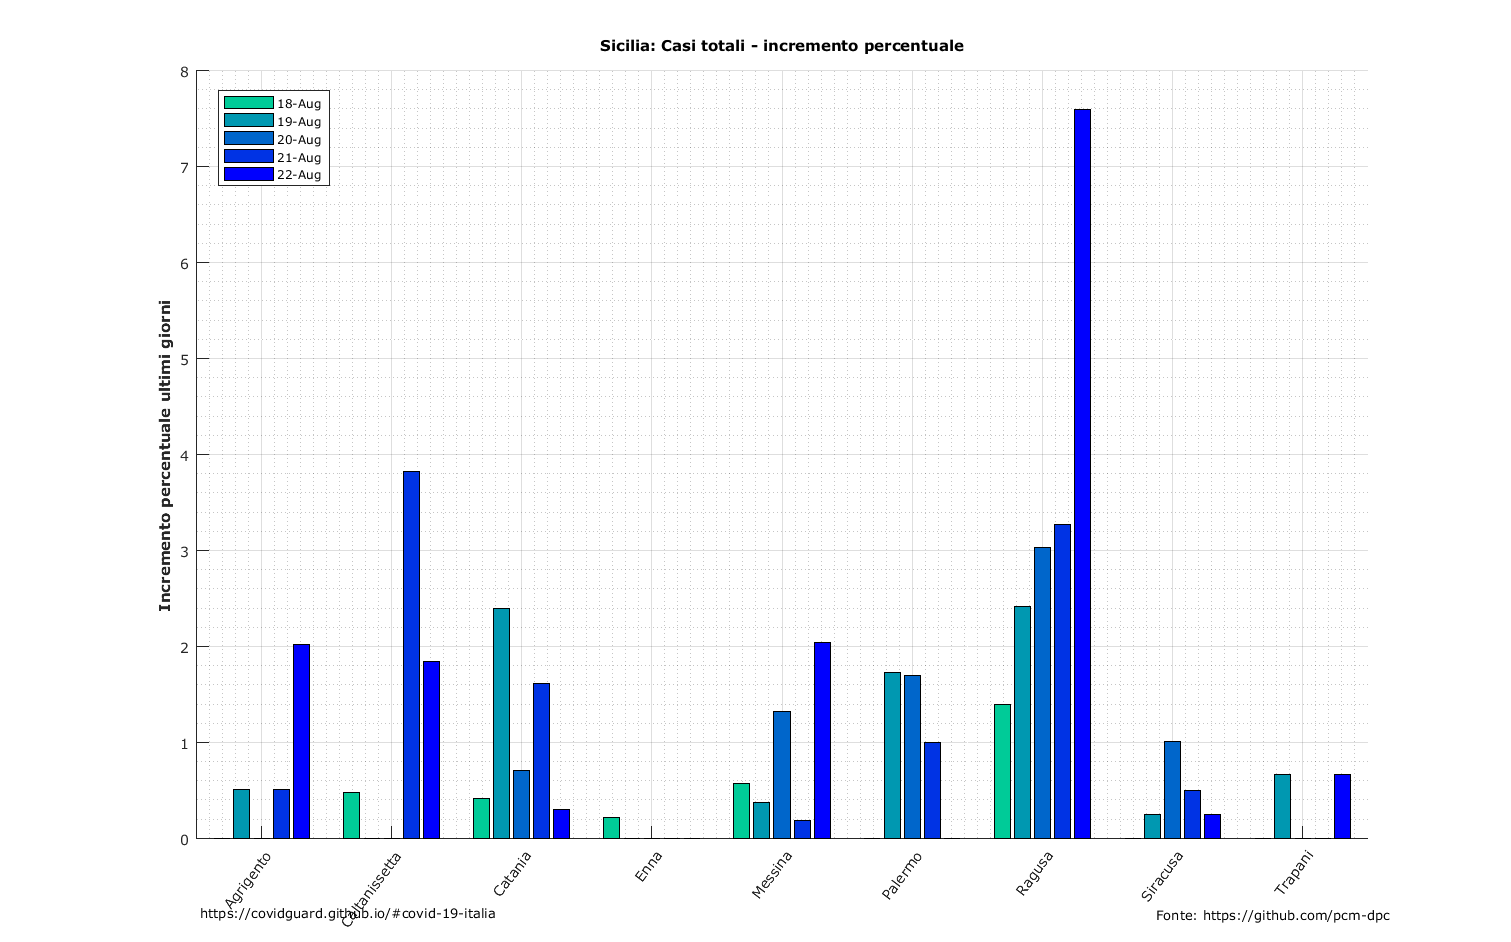 Sicilia: Casi totali - incremento percentuale
8
7
6
5
4
3
2
1
0
Incremento percentuale ultimi giorni
18-Aug
19-Aug
20-Aug
21-Aug
22-Aug
Agrigento
Caltanissetta
Catania
Enna
Messina
Palermo
Ragusa
Siracusa
Trapani
https://covidguard.github.io/#covid-19-italia
Fonte: https://github.com/pcm-dpc